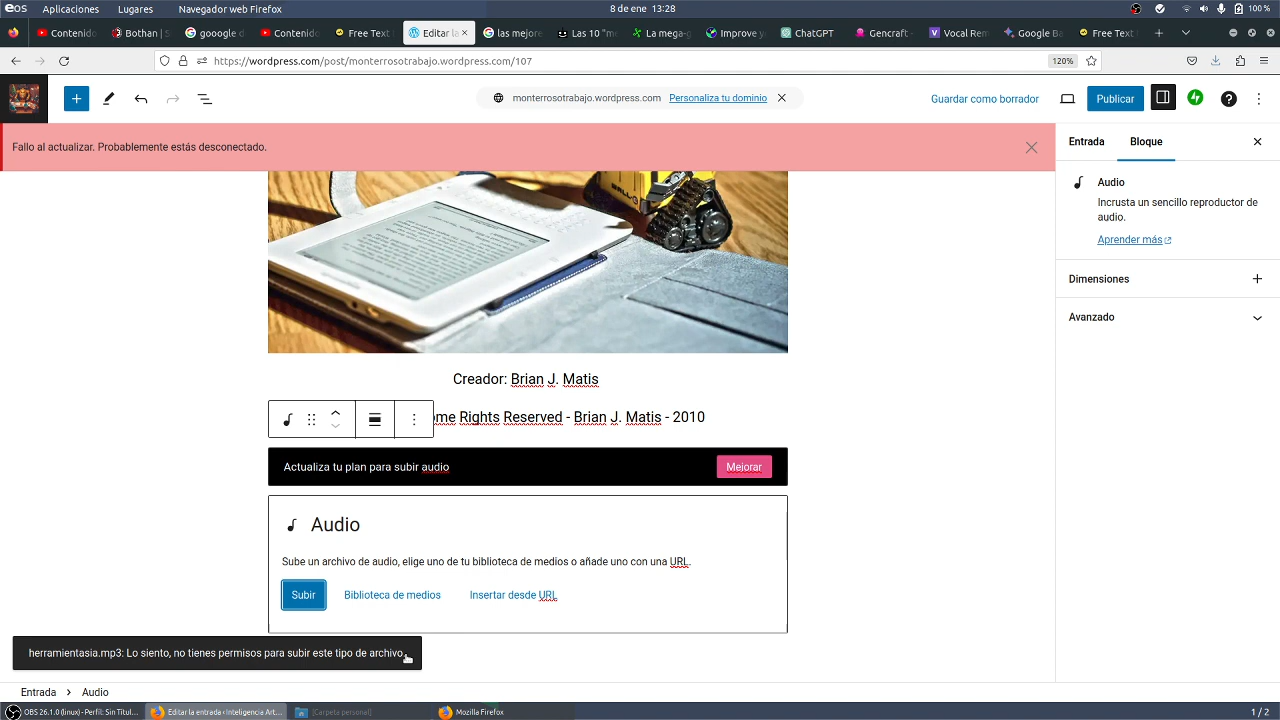 eos Aplicaciones Lugares Navegador web Firefox 8 de ene 13:28 100 %
Contenido Bothan | S gooogle d Contenido Free Text Editar la las mejore Las 10 "m La mega-g Improve y ChatGPT Gencraft - Vocal Rem Google Ba Free Text
https://wordpress.com/post/monterrosotrabajo.wordpress.com/107 120%
monterrosotrabajo.wordpress.com Personaliza tu dominio Guardar como borrador Publicar
Fallo al actualizar. Probablemente estás desconectado.
Entrada Bloque
Audio
Incrusta un sencillo reproductor de
audio.
Aprender más
Dimensiones
Avanzado
WALL
Creador: Brian J. Matis
ome Rights Reserved - Brian J. Matis - 2010
Actualiza tu plan para subir audio Mejorar
Audio
Sube un archivo de audio, elige uno de tu biblioteca de medios o añade uno con una URL.
Subir Biblioteca de medios Insertar desde URL
herramientasia.mp3: Lo siento, no tienes permisos para subir este tipo de archivo.
Entrada > Audio
OBS 26.1.0 (linux) - Perfil: Sin Titul... Editar la entrada ‹ Inteligencia Art... [Carpeta personal] Mozilla Firefox 1 / 2